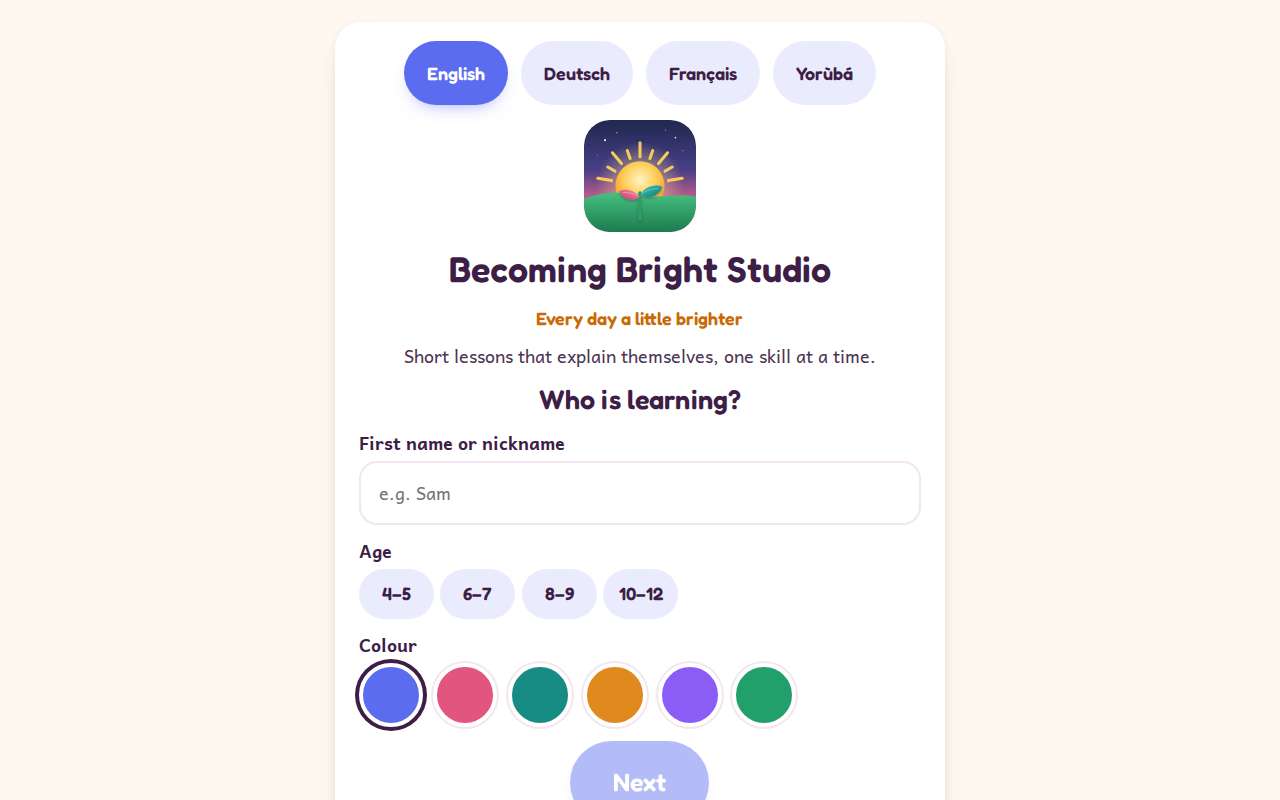 English
Deutsch
Français
Yorùbá
Becoming Bright Studio
Every day a little brighter
Short lessons that explain themselves, one skill at a time.
Who is learning?
First name or nickname
e.g. Sam
Age
4–5
6–7
8–9
10–12
Colour
Next